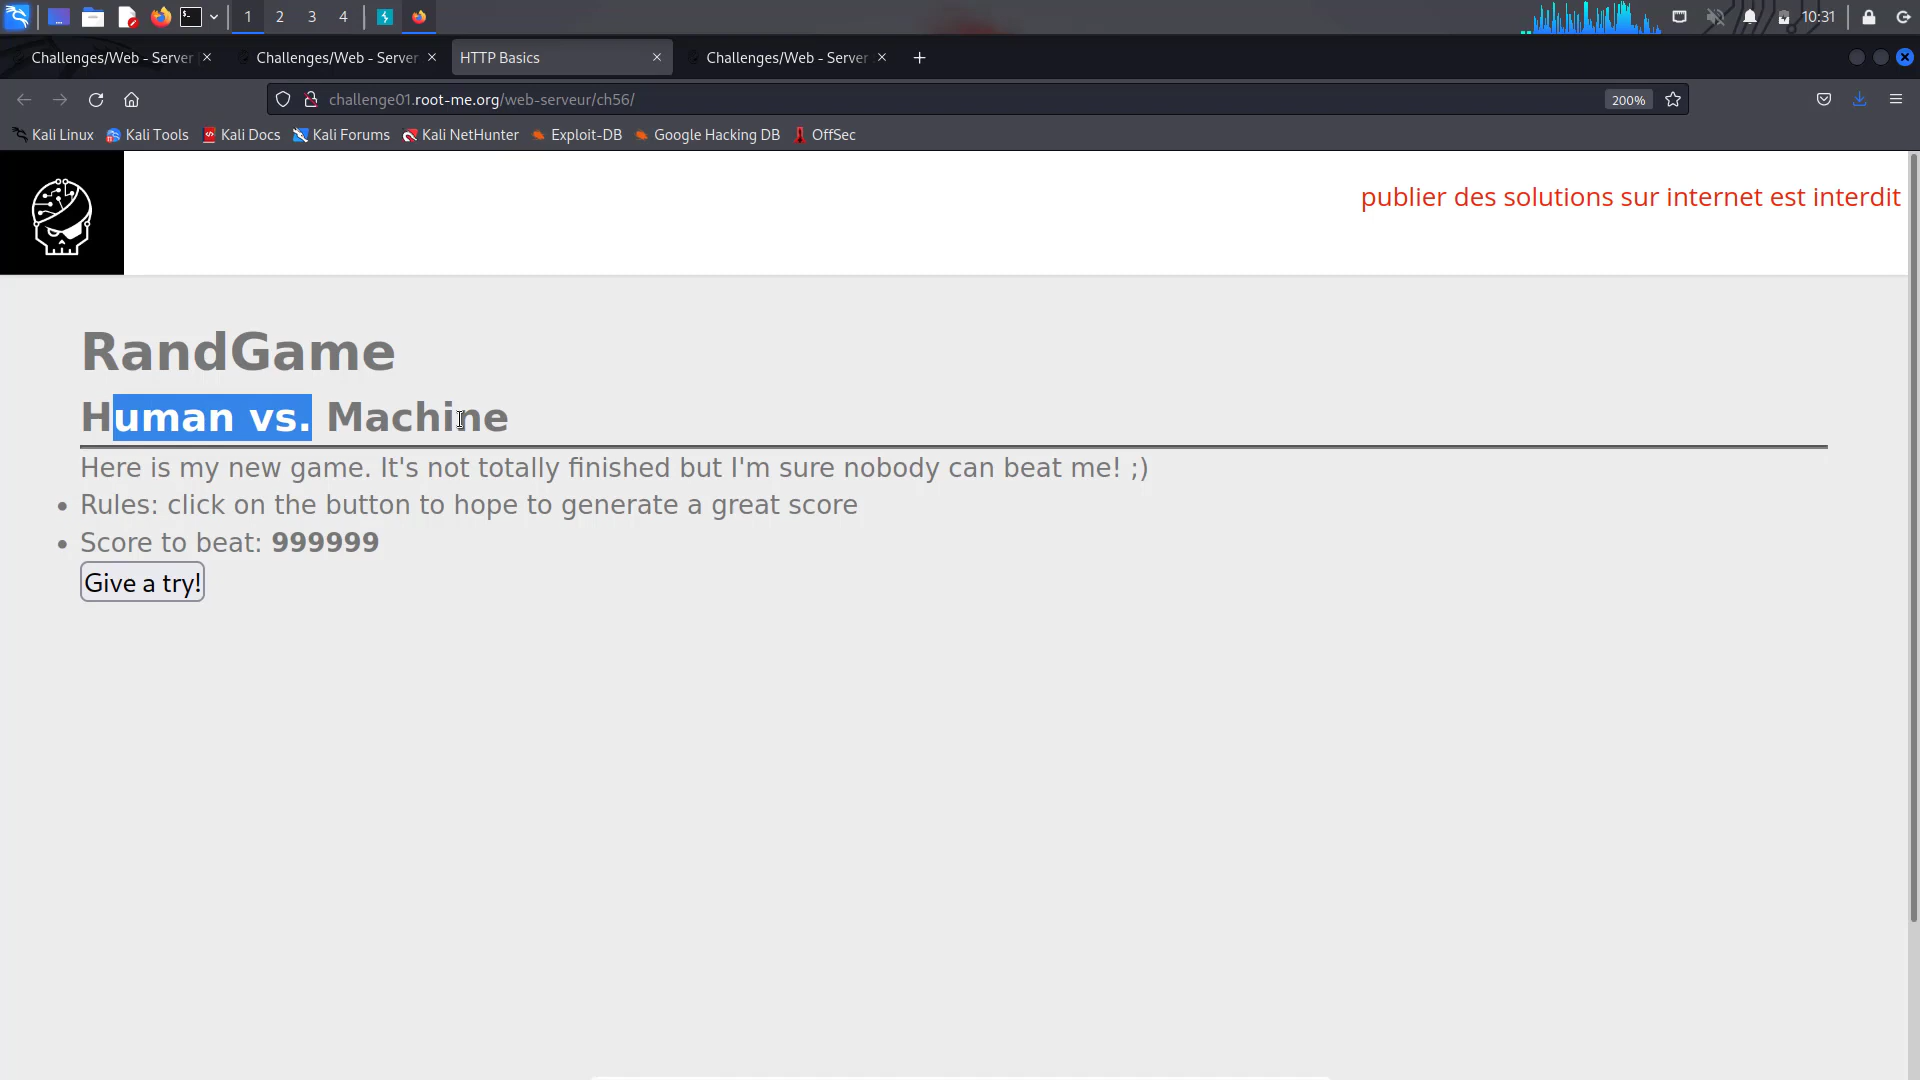 1 2 3 4 10:31
Challenges/Web - Server Challenges/Web - Server HTTP Basics Challenges/Web - Server
challenge01.root-me.org/web-serveur/ch56/ 200%
Kali Linux Kali Tools Kali Docs Kali Forums Kali NetHunter Exploit-DB Google Hacking DB OffSec
publier des solutions sur internet est interdit
RandGame
Human vs. Machine
Here is my new game. It's not totally finished but I'm sure nobody can beat me! ;)
• Rules: click on the button to hope to generate a great score
• Score to beat: 999999
Give a try!